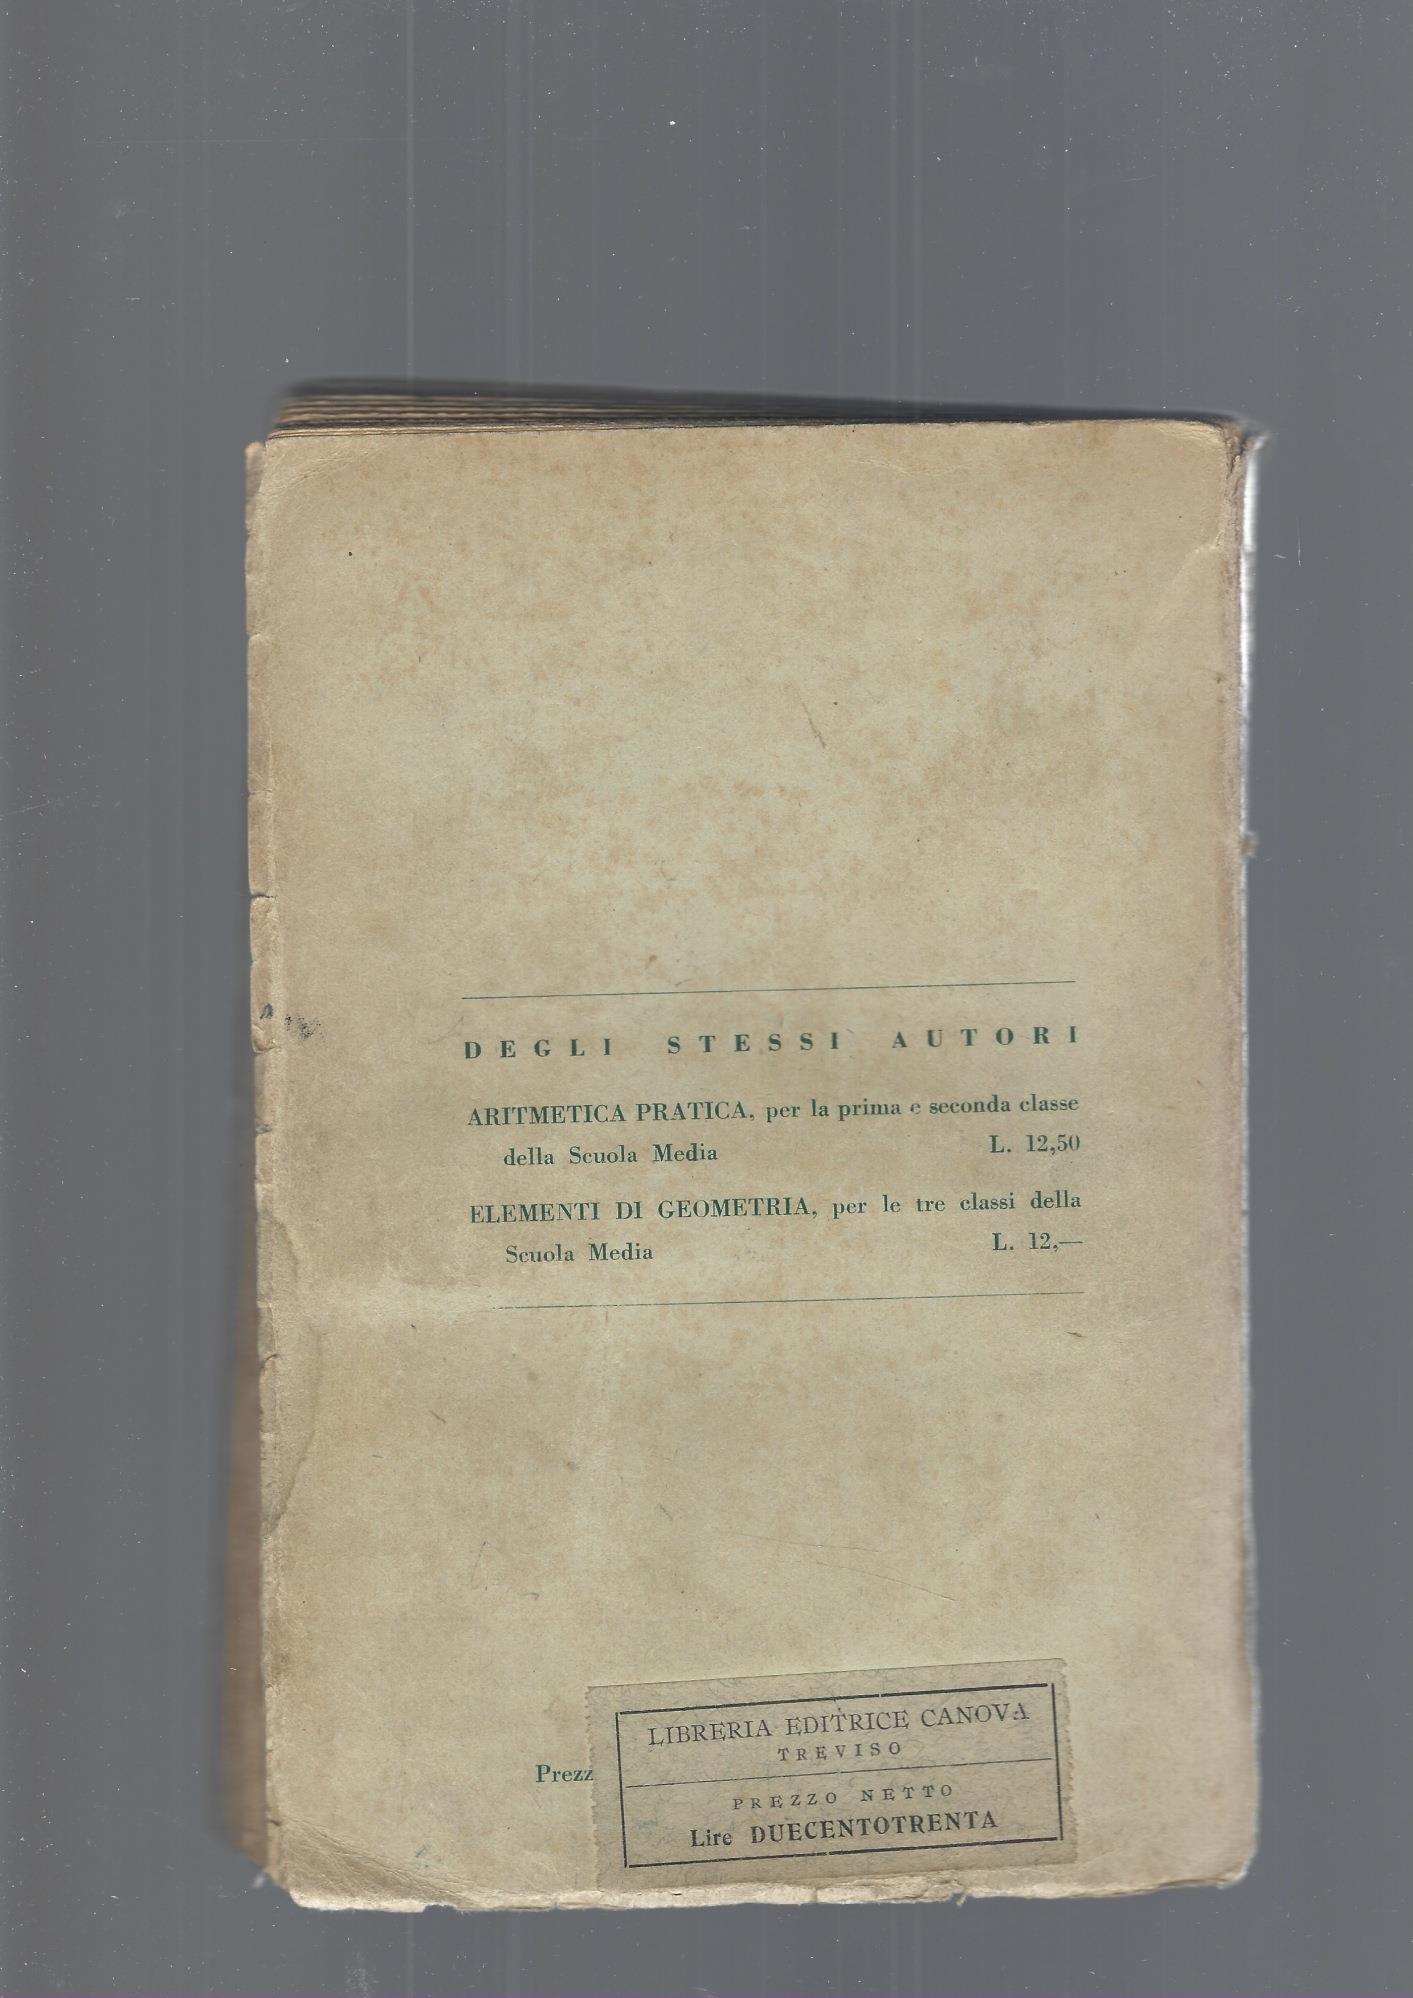 DEGLI STESSI AUTORI
ARITMETICA PRATICA, per la prima e seconda classe
della Scuola Media L. 12,50
ELEMENTI DI GEOMETRIA, per le tre classi della
Scuola Media L. 12,—
Prezz
LIBRERIA EDITRICE CANOVA
TREVISO
PREZZO NETTO
Lire DUECENTOTRENTA